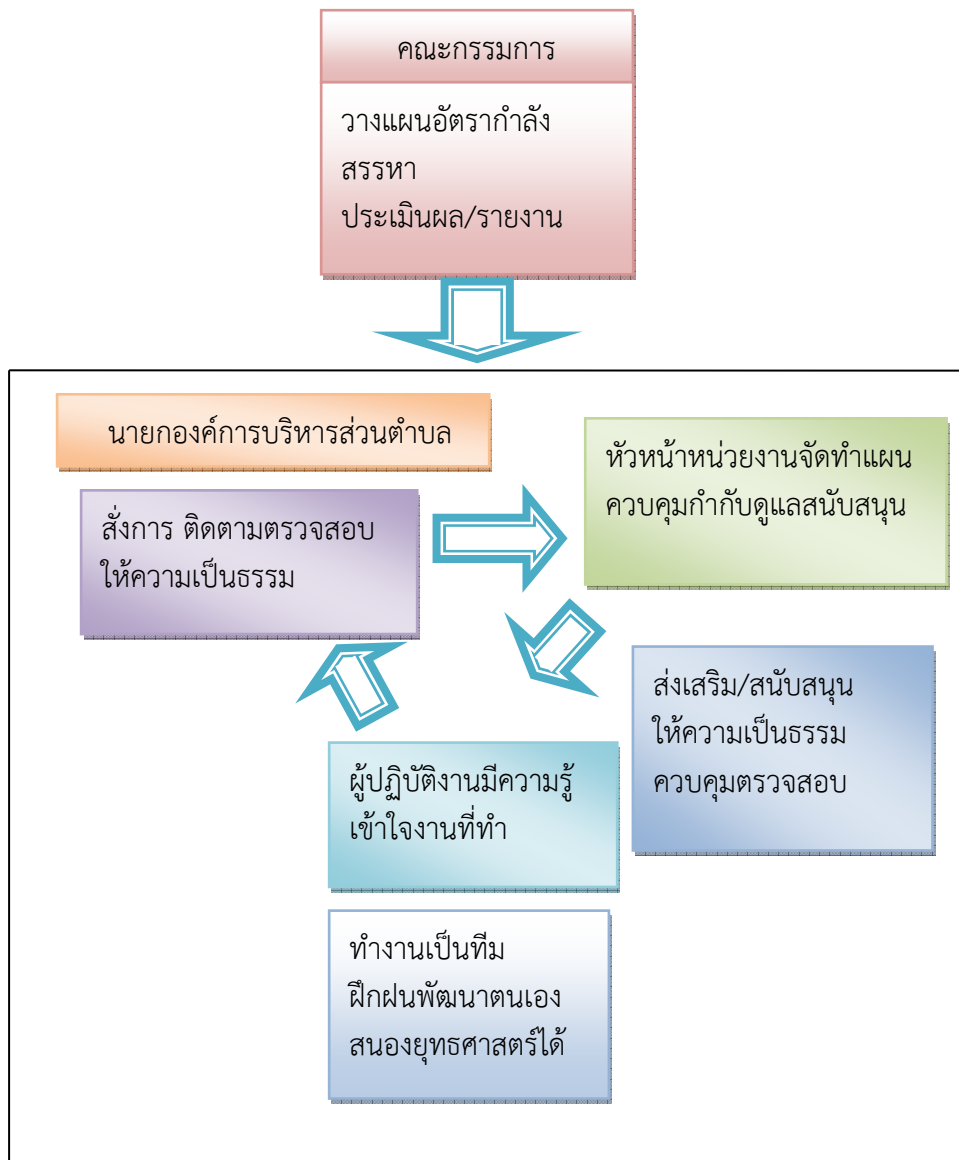 คณะกรรมการ
วางแผนอัตรากำลัง
สรรหา
ประเมินผล/รายงาน
นายกองค์การบริหารส่วนตำบล
สั่งการ ติดตามตรวจสอบ
ให้ความเป็นธรรม
หัวหน้าหน่วยงานจัดทำแผน
ควบคุมกำกับดูแลสนับสนุน
ส่งเสริม/สนับสนุน
ให้ความเป็นธรรม
ควบคุมตรวจสอบ
ผู้ปฏิบัติงานมีความรู้
เข้าใจงานที่ทำ
ทำงานเป็นทีม
ฝึกฝนพัฒนาตนเอง
สนองยุทธศาสตร์ได้